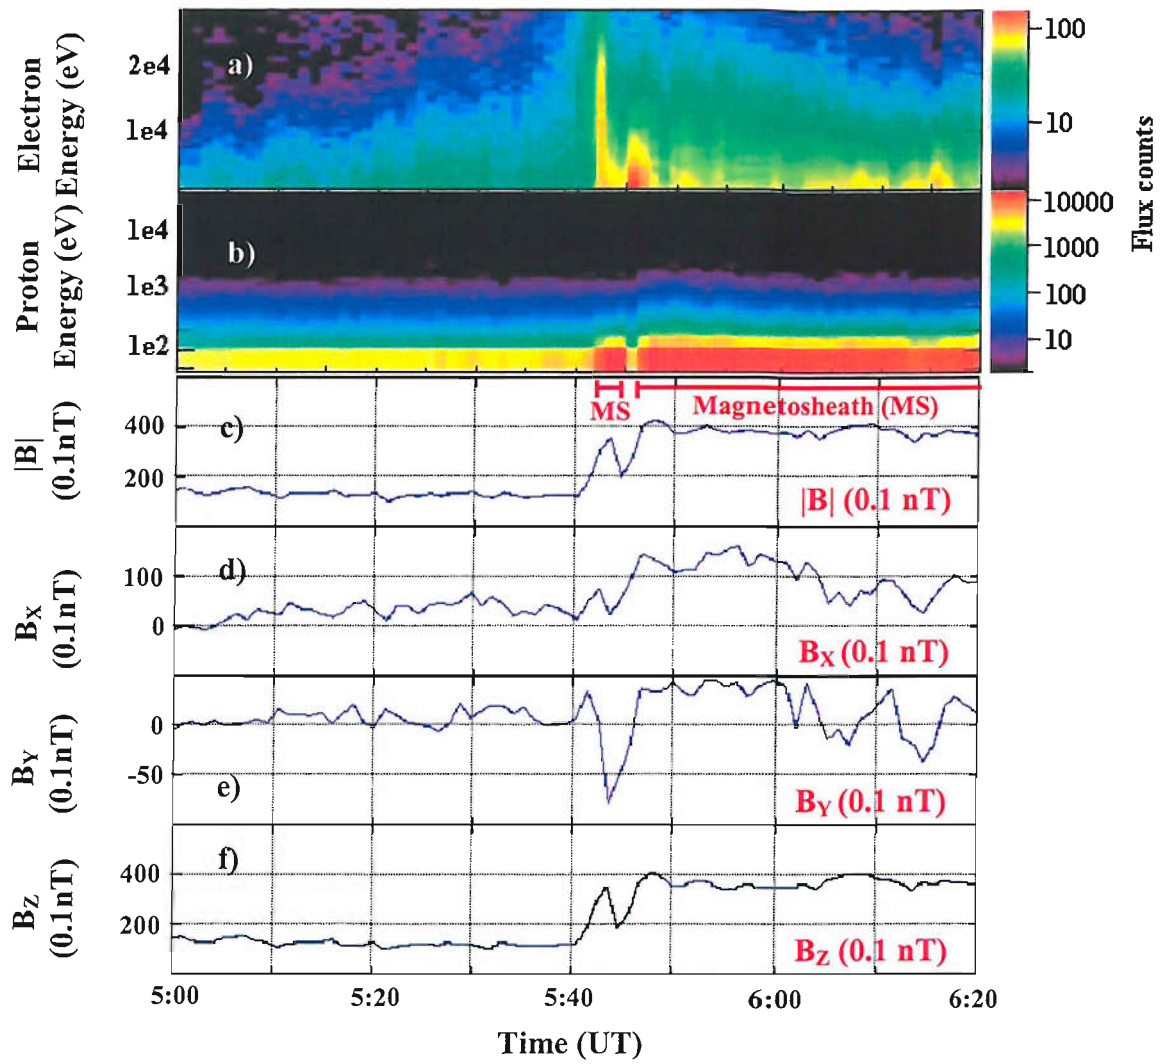 Electron
Energy (eV)
2e4
1e4
a)
100
10
Proton
Energy (eV)
1e4
1e3
1e2
b)
10000
1000
100
10
Flux counts
|B|
(0.1nT)
400
200
c)
MS
Magnetosheath (MS)
|B| (0.1 nT)
BX
(0.1nT)
100
0
d)
BX (0.1 nT)
BY
(0.1nT)
0
-50
e)
BY (0.1 nT)
BZ
(0.1nT)
400
200
f)
BZ (0.1 nT)
5:00 5:20 5:40 6:00 6:20
Time (UT)